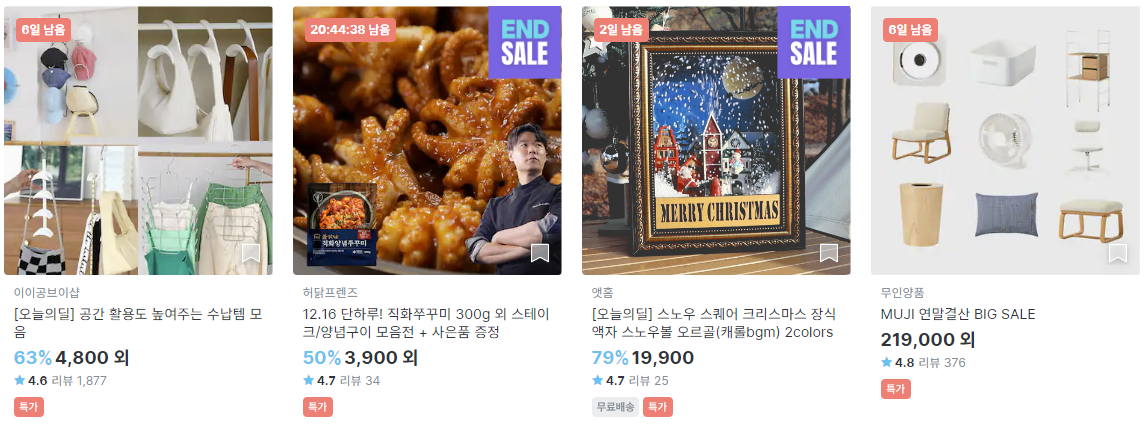 6일 남음
이이공브이샵
[오늘의딜] 공간 활용도 높여주는 수납템 모
음
63% 4,800 외
★ 4.6 리뷰 1,877
특가
20:44:38 남음
END
SALE
직화양념쭈꾸미
허닭프렌즈
12.16 단하루! 직화쭈꾸미 300g 외 스테이
크/양념구이 모음전 + 사은품 증정
50% 3,900 외
★ 4.7 리뷰 34
특가
2일 남음
END
SALE
MERRY CHRISTMAS
앳홈
[오늘의딜] 스노우 스퀘어 크리스마스 장식
액자 스노우볼 오르골(캐롤bgm) 2colors
79% 19,900
★ 4.7 리뷰 25
무료배송 특가
6일 남음
무인양품
MUJI 연말결산 BIG SALE
219,000 외
★ 4.8 리뷰 376
특가